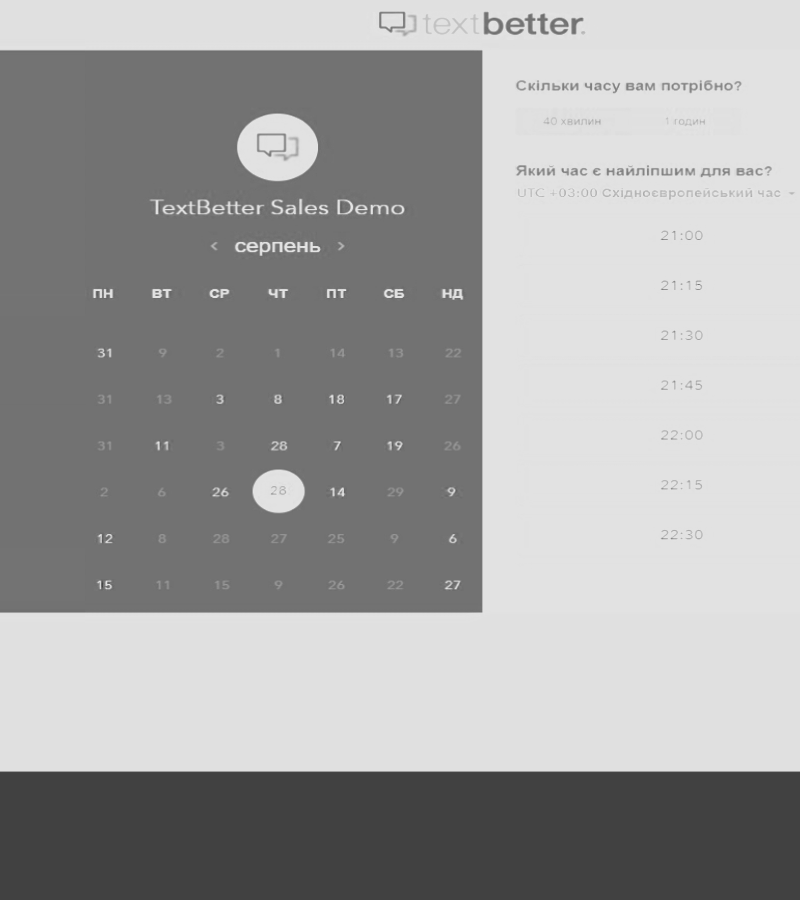 textbetter.
TextBetter Sales Demo
< серпень >
ПН ВТ СР ЧТ ПТ СБ НД
31 9 2 1 14 13 22
31 13 3 8 18 17 27
31 11 3 28 7 19 26
2 6 26 28 14 29 9
12 8 28 27 25 9 6
15 11 15 9 26 22 27
Скільки часу вам потрібно?
40 хвилин 1 годин
Який час є найліпшим для вас?
UTC +03:00 Східноєвропейський час
21:00
21:15
21:30
21:45
22:00
22:15
22:30